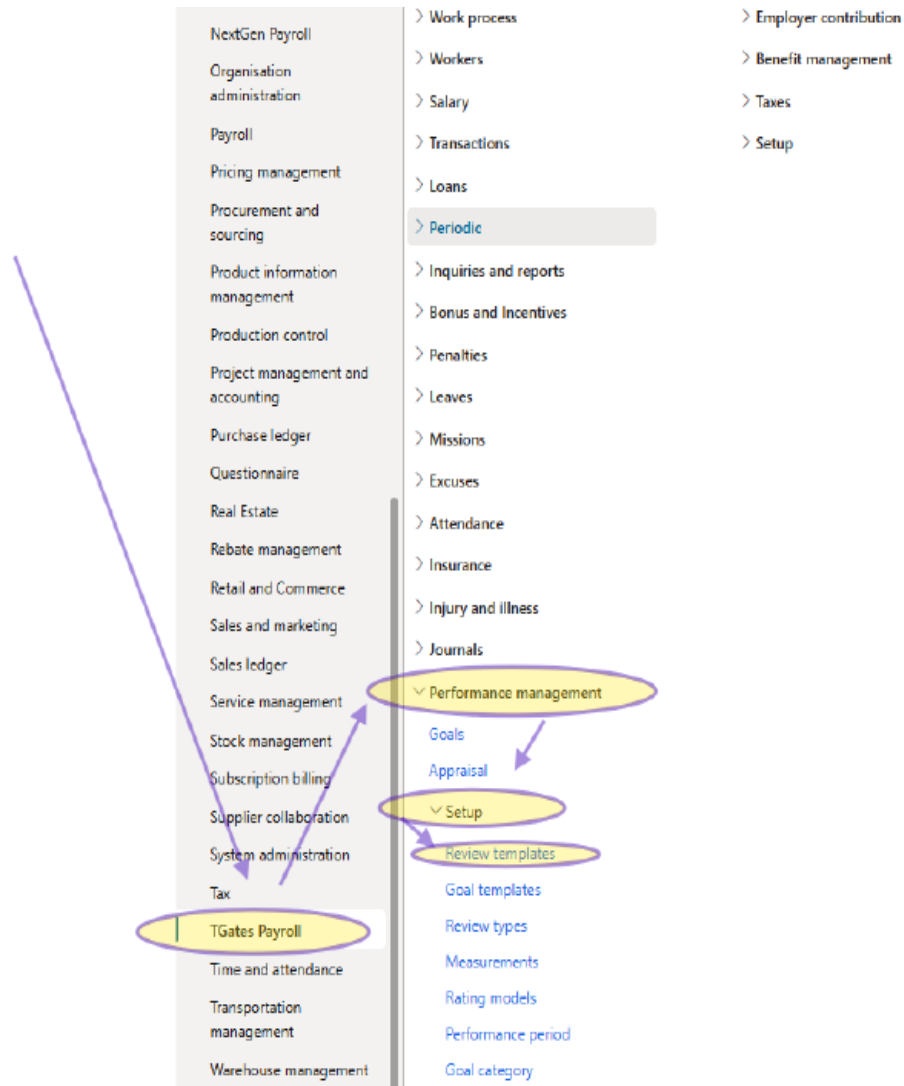 NextGen Payroll
Organisation
administration
Payroll
Pricing management
Procurement and
sourcing
Product information
management
Production control
Project management and
accounting
Purchase ledger
Questionnaire
Real Estate
Rebate management
Retail and Commerce
Sales and marketing
Sales ledger
Service management
Stock management
Subscription billing
Supplier collaboration
System administration
Tax
TGates Payroll
Time and attendance
Transportation
management
Warehouse management
Work process
Workers
Salary
Transactions
Loans
Periodic
Inquiries and reports
Bonus and Incentives
Penalties
Leaves
Missions
Excuses
Attendance
Insurance
Injury and illness
Journals
Performance management
Goals
Appraisal
Setup
Review templates
Goal templates
Review types
Measurements
Rating models
Performance period
Goal category
Employer contribution
Benefit management
Taxes
Setup